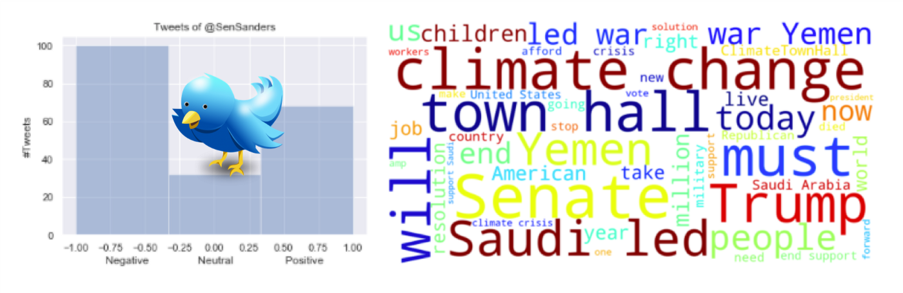 Tweets of @SenSanders
100
80
60
40
20
0
#Tweets
−1.00 −0.75 −0.50 −0.25 0.00 0.25 0.50 0.75 1.00
Negative Neutral Positive
us children led war right solution war Yemen
workers afford crisis ClimateTownHall
climate change
new
make United States going vote live president
town hall today now
job country stop Republican died
will amp resolution support Saudi end Yemen million military support must world
American take
Senate Trump Saudi Arabia
climate crisis
Saudi led year people forward
one need end support